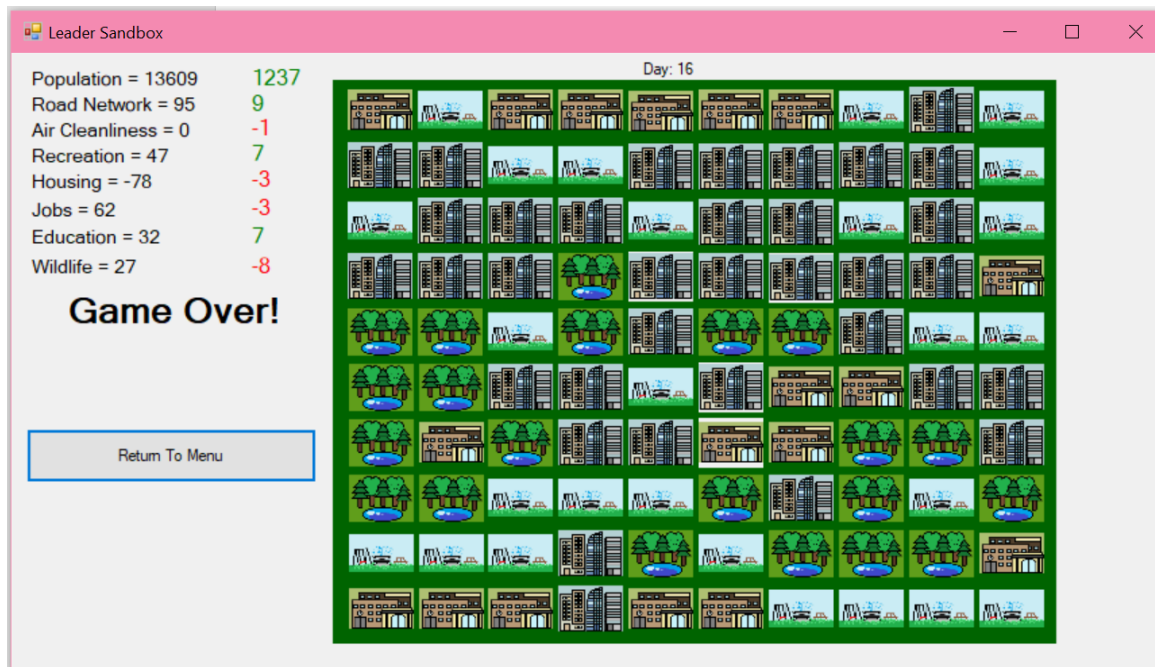 Leader Sandbox
Day: 16
Population = 13609 1237
Road Network = 95 9
Air Cleanliness = 0 -1
Recreation = 47 7
Housing = -78 -3
Jobs = 62 -3
Education = 32 7
Wildlife = 27 -8
Game Over!
Return To Menu